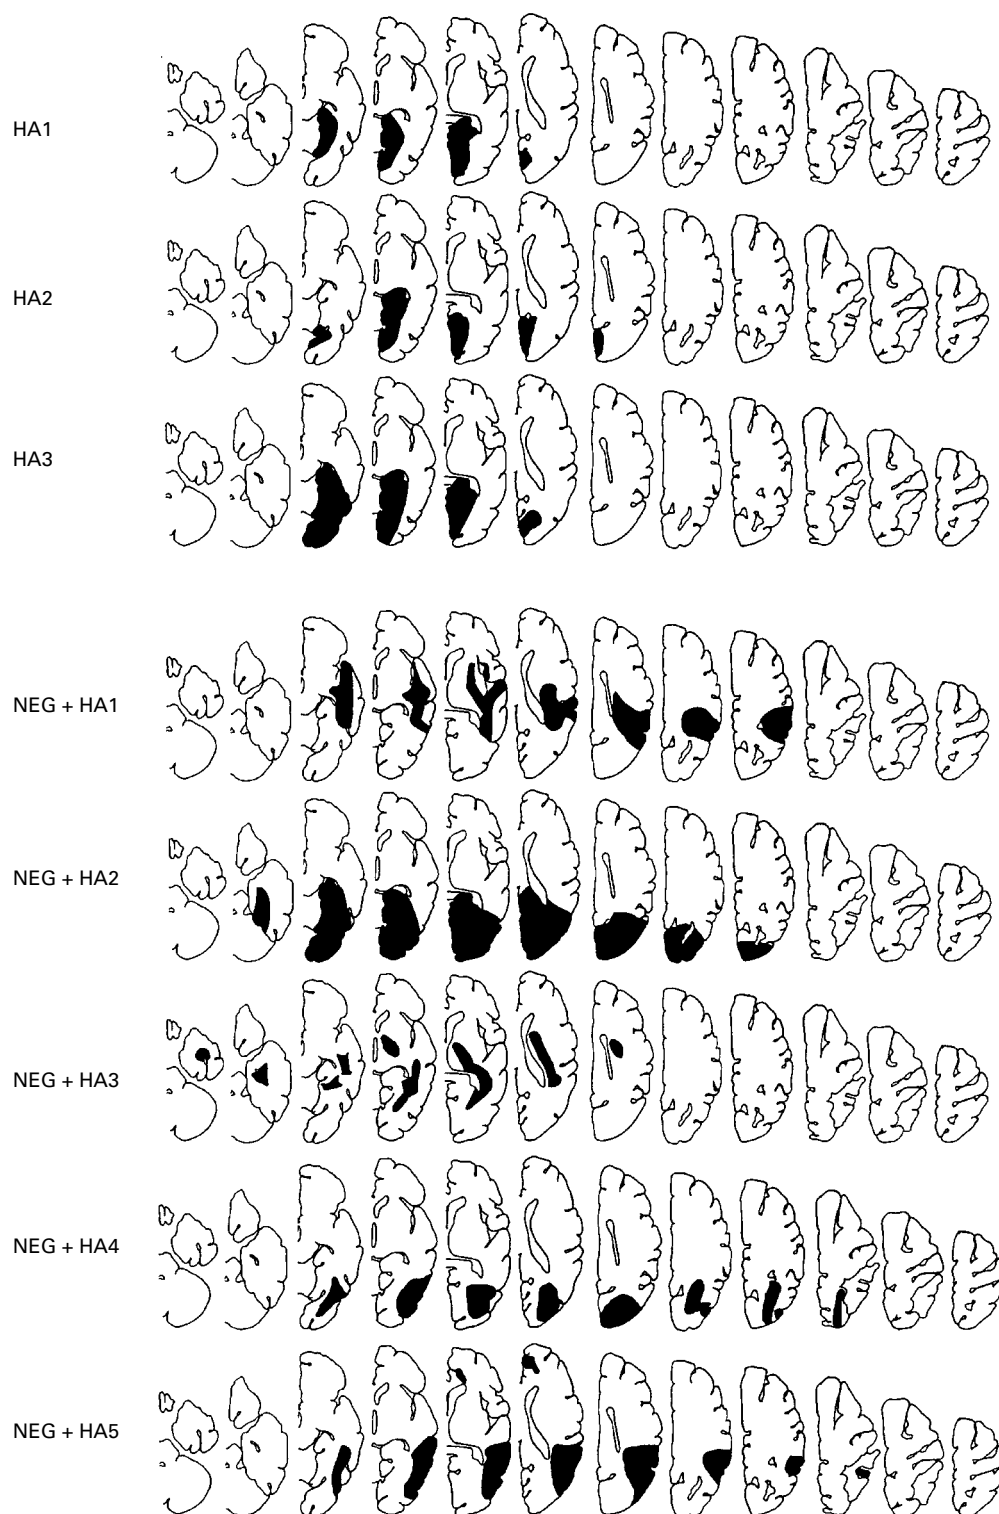 HA1
HA2
HA3
NEG + HA1
NEG + HA2
NEG + HA3
NEG + HA4
NEG + HA5